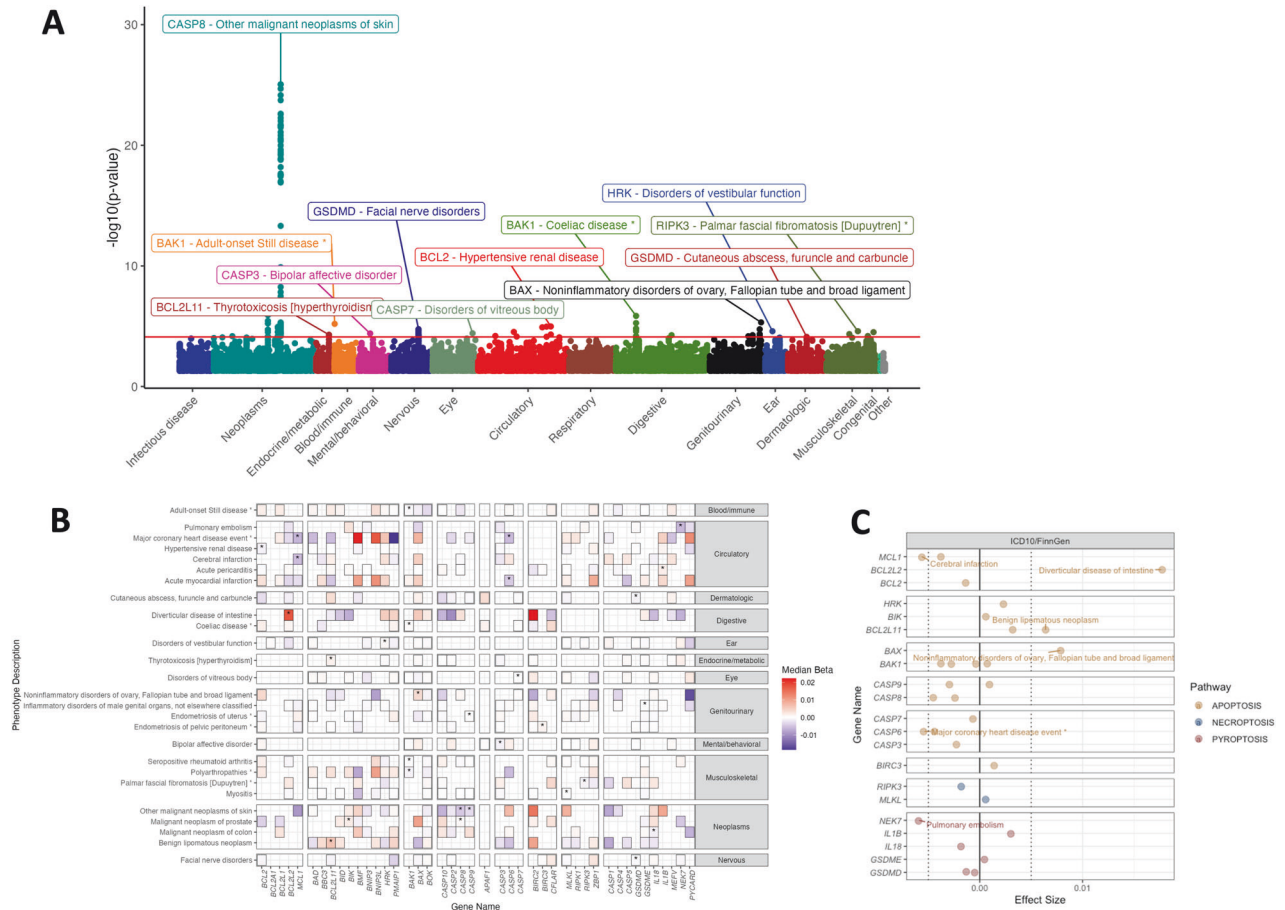 A
-log10(p-value)
30
20
10
0
CASP8 - Other malignant neoplasms of skin
HRK - Disorders of vestibular function
GSDMD - Facial nerve disorders
BAK1 - Coeliac disease *
RIPK3 - Palmar fascial fibromatosis [Dupuytren] *
BAK1 - Adult-onset Still disease *
BCL2 - Hypertensive renal disease
GSDMD - Cutaneous abscess, furuncle and carbuncle
CASP3 - Bipolar affective disorder
BAX - Noninflammatory disorders of ovary, Fallopian tube and broad ligament
BCL2L11 - Thyrotoxicosis [hyperthyroidism
CASP7 - Disorders of vitreous body
Infectious disease
Neoplasms
Endocrine/metabolic
Blood/immune
Mental/behavioral
Nervous
Eye
Circulatory
Respiratory
Digestive
Genitourinary
Ear
Dermatologic
Musculoskeletal
Congenital
Other
B
Phenotype Description
Adult-onset Still disease *
Blood/immune
Pulmonary embolism
Major coronary heart disease event *
Hypertensive renal disease
Cerebral infarction
Acute pericarditis
Acute myocardial infarction
Circulatory
Cutaneous abscess, furuncle and carbuncle
Dermatologic
Diverticular disease of intestine
Coeliac disease *
Digestive
Disorders of vestibular function
Ear
Thyrotoxicosis [hyperthyroidism]
Endocrine/metabolic
Disorders of vitreous body
Eye
Noninflammatory disorders of ovary, Fallopian tube and broad ligament
Inflammatory disorders of male genital organs, not elsewhere classified
Endometriosis of uterus *
Endometriosis of pelvic peritoneum *
Genitourinary
Bipolar affective disorder
Mental/behavioral
Seropositive rheumatoid arthritis
Polyarthropathies *
Palmar fascial fibromatosis [Dupuytren] *
Myositis
Musculoskeletal
Other malignant neoplasms of skin
Malignant neoplasm of prostate
Malignant neoplasm of colon
Benign lipomatous neoplasm
Neoplasms
Facial nerve disorders
Nervous
BCL2
BCL2A1
BCL2L1
BCL2L2
MCL1
BAD
BBC3
BCL2L11
BID
BIK
BMF
BNIP3
BNIP3L
HRK
PMAIP1
BAK1
BAX
BOK
CASP10
CASP2
CASP8
CASP9
APAF1
CASP3
CASP6
CASP7
BIRC2
BIRC3
CFLAR
MLKL
RIPK1
RIPK3
ZBP1
CASP1
CASP4
CASP5
GSDMD
GSDME
IL18
IL1B
MEFV
NEK7
PYCARD
Gene Name
Median Beta
0.02
0.01
0.00
-0.01
C
ICD10/FinnGen
Gene Name
MCL1
Cerebral infarction
BCL2L2
Diverticular disease of intestine
BCL2
HRK
BIK
Benign lipomatous neoplasm
BCL2L11
BAX
Noninflammatory disorders of ovary, Fallopian tube and broad ligament
BAK1
CASP9
CASP8
CASP7
CASP6
Major coronary heart disease event *
CASP3
BIRC3
RIPK3
MLKL
NEK7
Pulmonary embolism
IL1B
IL18
GSDME
GSDMD
0.00
0.01
Effect Size
Pathway
APOPTOSIS
NECROPTOSIS
PYROPTOSIS